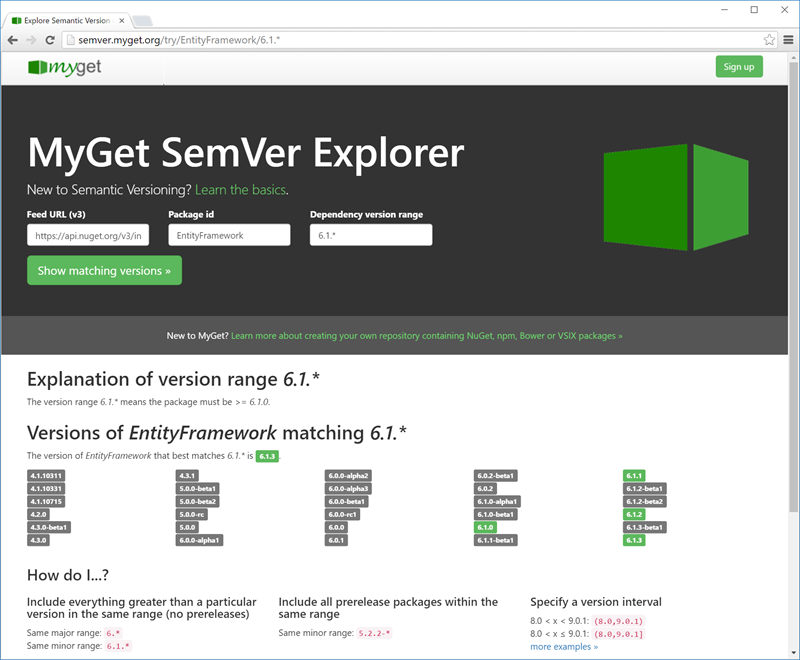 Explore Semantic Version
semver.myget.org/try/EntityFramework/6.1.*
myget
Sign up
MyGet SemVer Explorer
New to Semantic Versioning? Learn the basics.
Feed URL (v3) Package id Dependency version range
https://api.nuget.org/v3/in EntityFramework 6.1.*
Show matching versions »
New to MyGet? Learn more about creating your own repository containing NuGet, npm, Bower or VSIX packages »
Explanation of version range 6.1.*
The version range 6.1.* means the package must be >= 6.1.0.
Versions of EntityFramework matching 6.1.*
The version of EntityFramework that best matches 6.1.* is 6.1.3.
4.1.10311 4.3.1 6.0.0-alpha2 6.0.2-beta1 6.1.1
4.1.10331 5.0.0-beta1 6.0.0-alpha3 6.0.2 6.1.2-beta1
4.1.10715 5.0.0-beta2 6.0.0-beta1 6.1.0-alpha1 6.1.2-beta2
4.2.0 5.0.0-rc 6.0.0-rc1 6.1.0-beta1 6.1.2
4.3.0-beta1 5.0.0 6.0.0 6.1.0 6.1.3-beta1
4.3.0 6.0.0-alpha1 6.0.1 6.1.1-beta1 6.1.3
How do I...?
Include everything greater than a particular
version in the same range (no prereleases)
Same major range: 6.*
Same minor range: 6.1.*
Include all prerelease packages within the
same range
Same minor range: 5.2.2-*
Specify a version interval
8.0 < x < 9.0.1: (8.0,9.0.1)
8.0 < x ≤ 9.0.1: (8.0,9.0.1]
more examples »